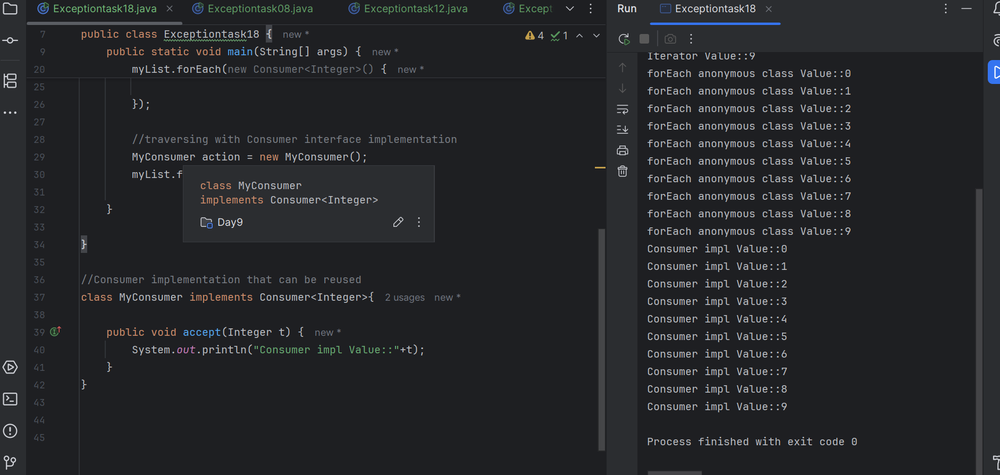 Exceptiontask18.java
Exceptiontask08.java
Exceptiontask12.java
Except
7 public class Exceptiontask18 { new *
4 1
9 public static void main(String[] args) { new *
20 myList.forEach(new Consumer<Integer>() { new *
25
26 });
27
28 //traversing with Consumer interface implementation
29 MyConsumer action = new MyConsumer();
30 myList.f
class MyConsumer
implements Consumer<Integer>
Day9
31
32 }
33
34 }
35
36 //Consumer implementation that can be reused
37 class MyConsumer implements Consumer<Integer>{ 2 usages new *
38
39 public void accept(Integer t) { new *
40 System.out.println("Consumer impl Value::"+t);
41 }
42 }
43
44
45
Run Exceptiontask18
Iterator Value::9
forEach anonymous class Value::0
forEach anonymous class Value::1
forEach anonymous class Value::2
forEach anonymous class Value::3
forEach anonymous class Value::4
forEach anonymous class Value::5
forEach anonymous class Value::6
forEach anonymous class Value::7
forEach anonymous class Value::8
forEach anonymous class Value::9
Consumer impl Value::0
Consumer impl Value::1
Consumer impl Value::2
Consumer impl Value::3
Consumer impl Value::4
Consumer impl Value::5
Consumer impl Value::6
Consumer impl Value::7
Consumer impl Value::8
Consumer impl Value::9
Process finished with exit code 0